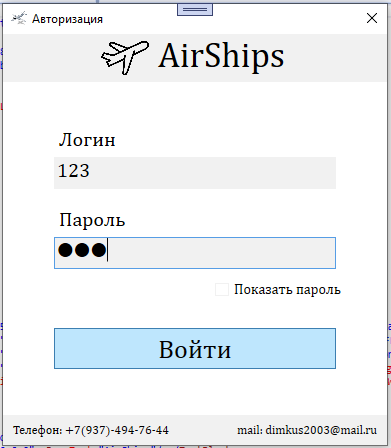 Авторизация
AirShips
Логин
123
Пароль
●●●
Показать пароль
Войти
Телефон: +7(937)-494-76-44 mail: dimkus2003@mail.ru